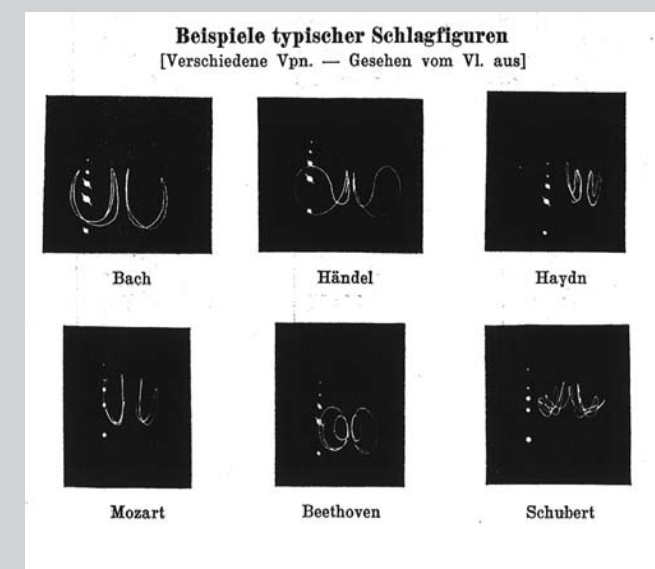 Beispiele typischer Schlagfiguren
[Verschiedene Vpn. — Gesehen vom Vl. aus]
Bach
Händel
Haydn
Mozart
Beethoven
Schubert